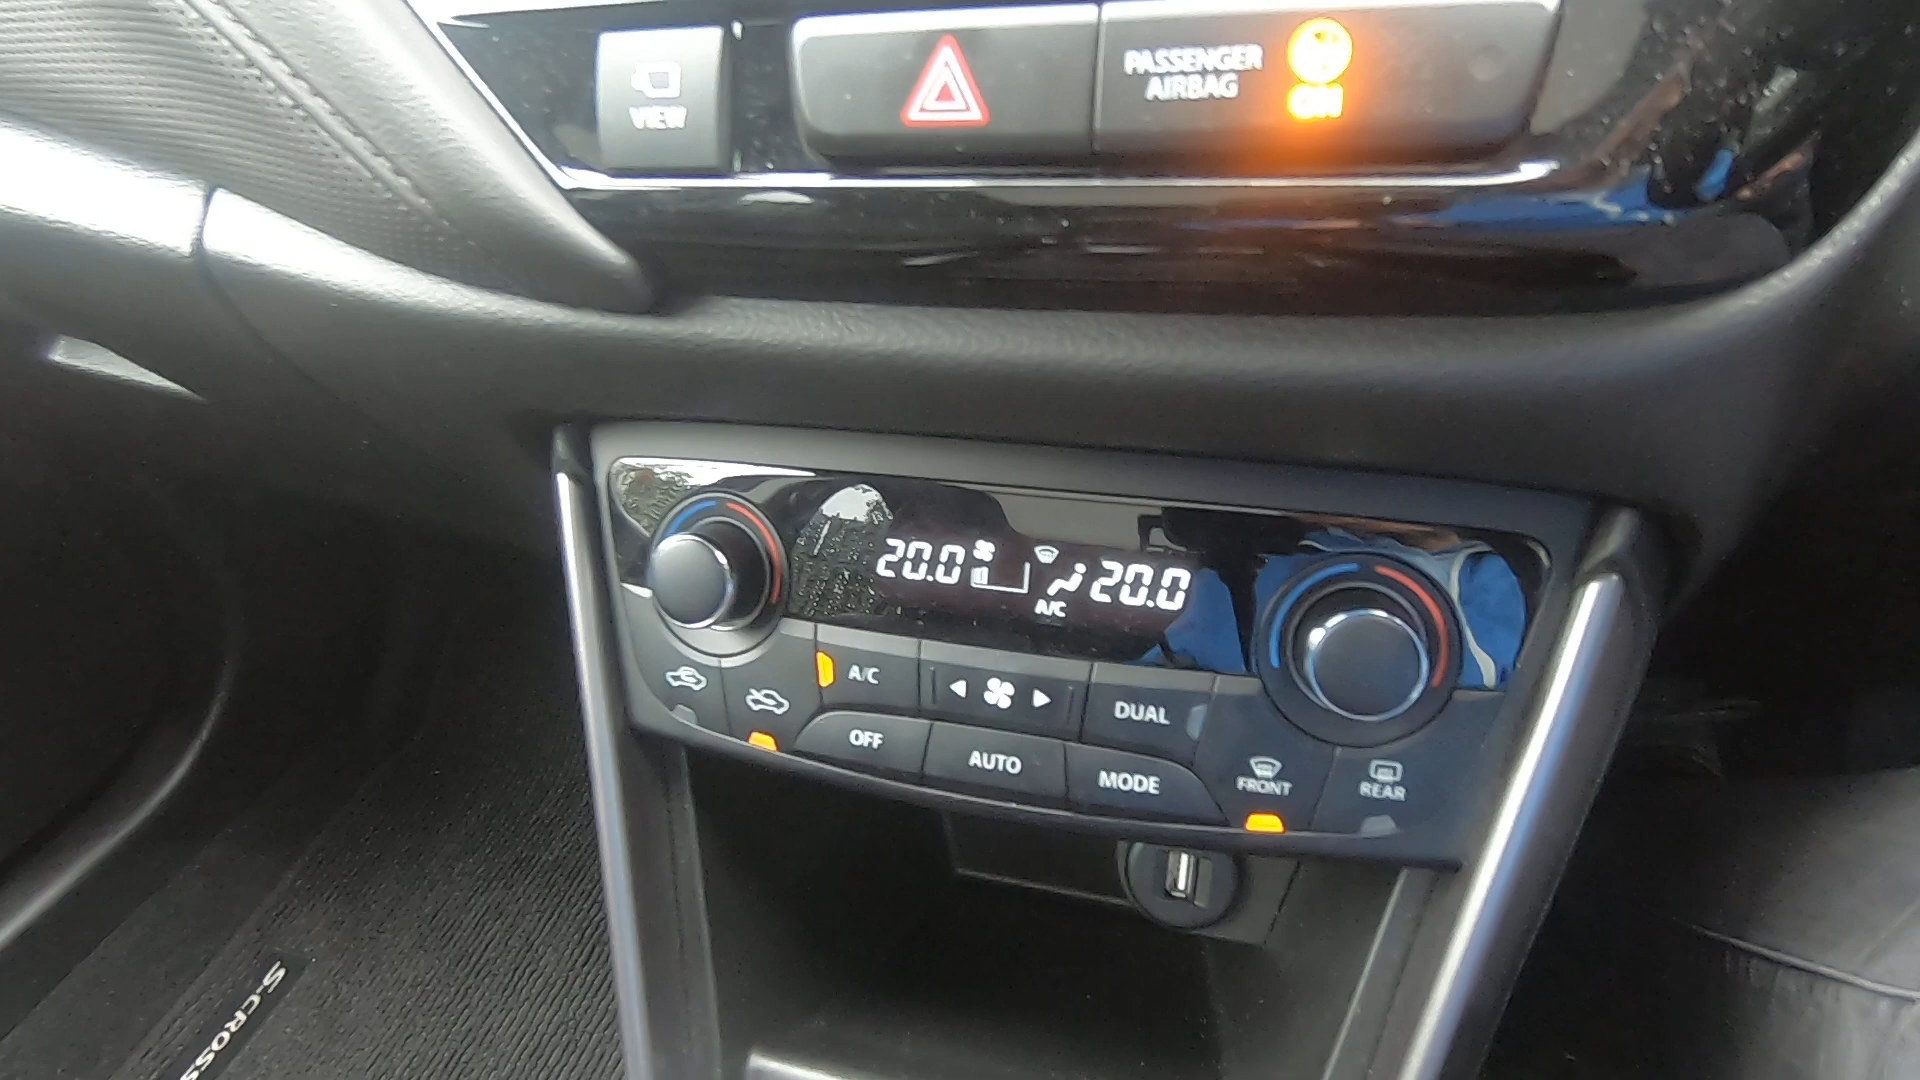 VIEW
PASSENGER
AIRBAG
ON
20.0
20.0
A/C
A/C
DUAL
OFF
AUTO
MODE
FRONT
REAR
S-CROSS